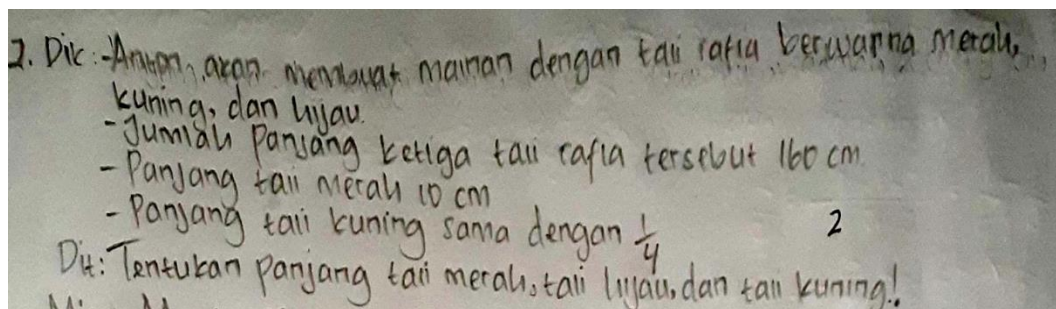 2. Dik: -Anton, akan membuat mainan dengan tali rafia berwarna merah,
kuning, dan hijau.
- Jumlah panjang ketiga tali rafia tersebut 160 cm
- Panjang tali merah 10 cm
- Panjang tali kuning sama dengan 1/4
2
Dit: Tentukan panjang tali merah, tali hijau, dan tali kuning!